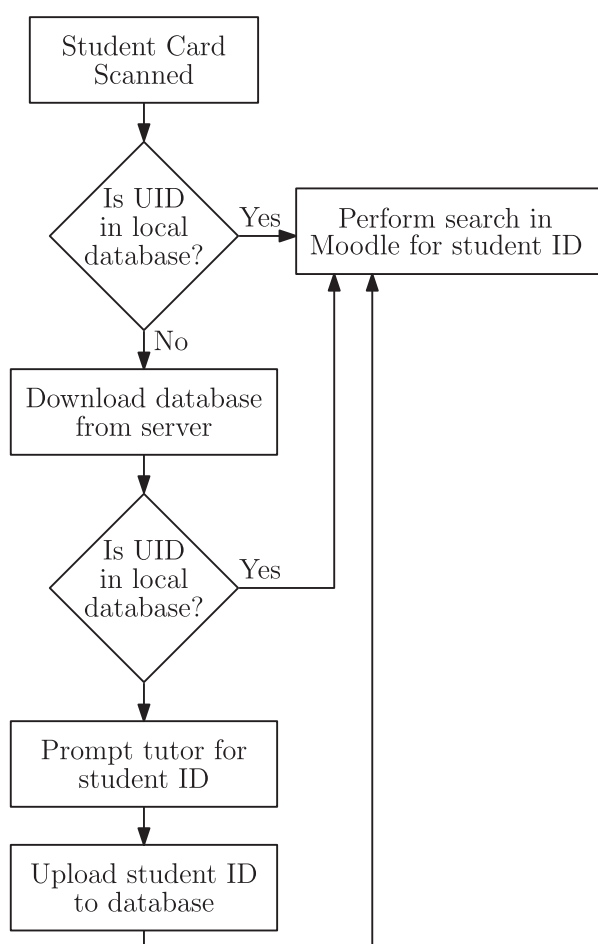 Student Card
Scanned
Is UID
in local
database?
Yes
Perform search in
Moodle for student ID
No
Download database
from server
Is UID
in local
database?
Yes
Prompt tutor for
student ID
Upload student ID
to database